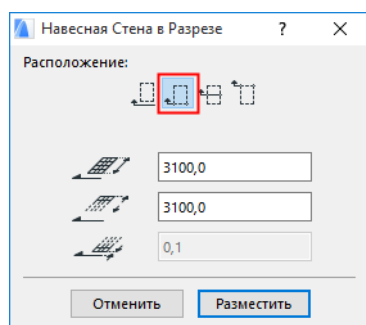 Навесная Стена в Разрезе ?
Расположение:
3100,0
3100,0
0,1
Отменить Разместить